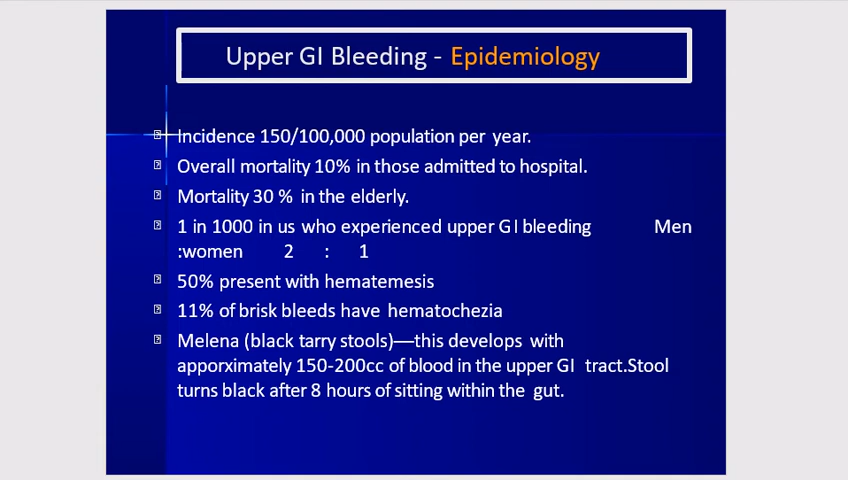 Upper GI Bleeding - Epidemiology
Incidence 150/100,000 population per year.
Overall mortality 10% in those admitted to hospital.
Mortality 30 % in the elderly.
1 in 1000 in us who experienced upper GI bleeding Men
:women 2 : 1
50% present with hematemesis
11% of brisk bleeds have hematochezia
Melena (black tarry stools)—this develops with
apporximately 150-200cc of blood in the upper GI tract.Stool
turns black after 8 hours of sitting within the gut.